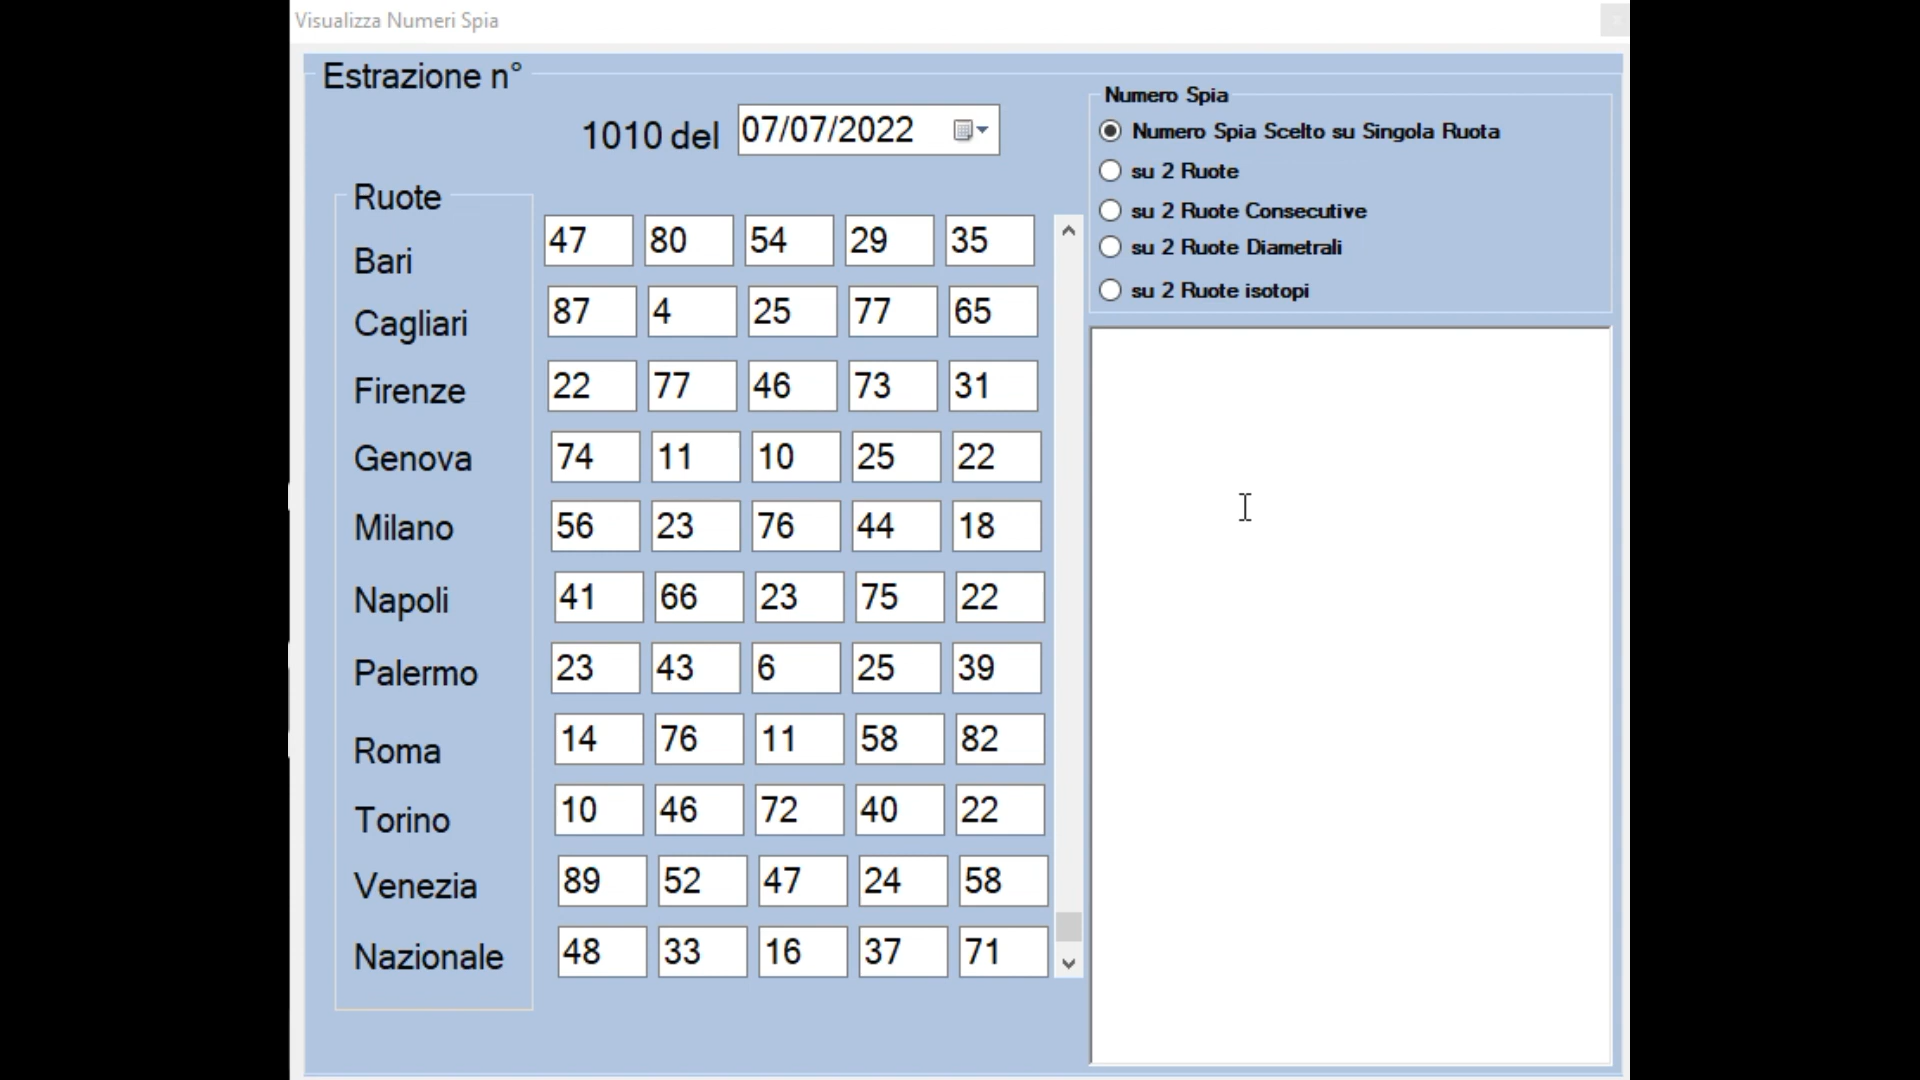 Visualizza Numeri Spia
Estrazione n°
1010 del 07/07/2022
Ruote
Bari 47 80 54 29 35
Cagliari 87 4 25 77 65
Firenze 22 77 46 73 31
Genova 74 11 10 25 22
Milano 56 23 76 44 18
Napoli 41 66 23 75 22
Palermo 23 43 6 25 39
Roma 14 76 11 58 82
Torino 10 46 72 40 22
Venezia 89 52 47 24 58
Nazionale 48 33 16 37 71
Numero Spia
Numero Spia Scelto su Singola Ruota
su 2 Ruote
su 2 Ruote Consecutive
su 2 Ruote Diametrali
su 2 Ruote isotopi